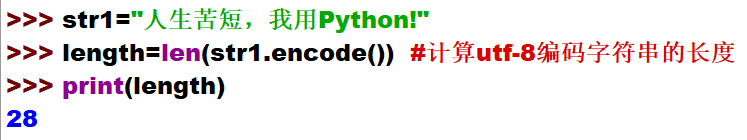 >>> str1="人生苦短，我用Python!"
>>> length=len(str1.encode())  #计算utf-8编码字符串的长度
>>> print(length)
28